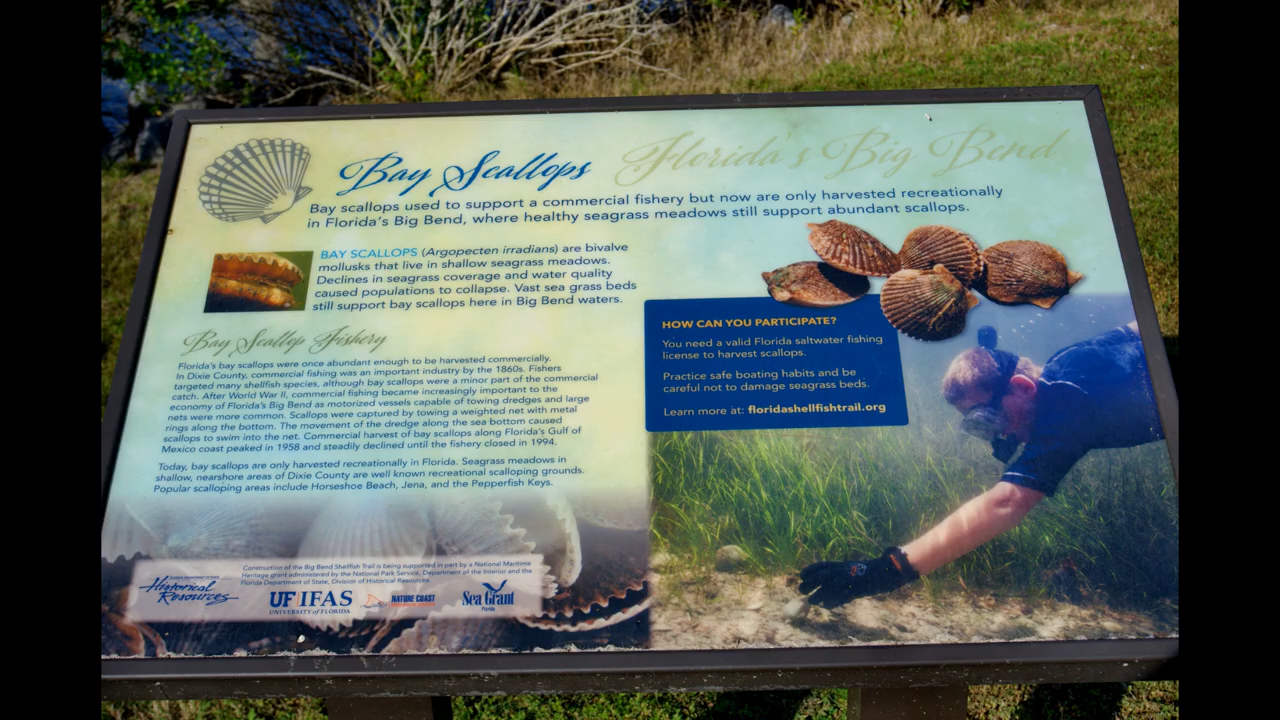 Bay Scallops Florida's Big Bend
Bay scallops used to support a commercial fishery but now are only harvested recreationally
in Florida's Big Bend, where healthy seagrass meadows still support abundant scallops.
BAY SCALLOPS (Argopecten irradians) are bivalve
mollusks that live in shallow seagrass meadows.
Declines in seagrass coverage and water quality
caused populations to collapse. Vast sea grass beds
still support bay scallops here in Big Bend waters.
Bay Scallop Fishery
Florida's bay scallops were once abundant enough to be harvested commercially.
In Dixie County, commercial fishing was an important industry by the 1860s. Fishers
targeted many shellfish species, although bay scallops were a minor part of the commercial
catch. After World War II, commercial fishing became increasingly important to the
economy of Florida's Big Bend as motorized vessels capable of towing dredges and large
nets were more common. Scallops were captured by towing a weighted net with metal
rings along the bottom. The movement of the dredge along the sea bottom caused
scallops to swim into the net. Commercial harvest of bay scallops along Florida's Gulf of
Mexico coast peaked in 1958 and steadily declined until the fishery closed in 1994.
Today, bay scallops are only harvested recreationally in Florida. Seagrass meadows in
shallow, nearshore areas of Dixie County are well known recreational scalloping grounds.
Popular scalloping areas include Horseshoe Beach, Jena, and the Pepperfish Keys.
HOW CAN YOU PARTICIPATE?
You need a valid Florida saltwater fishing
license to harvest scallops.
Practice safe boating habits and be
careful not to damage seagrass beds.
Learn more at: floridashellfishtrail.org
Construction of the Big Bend Shellfish Trail is being supported in part by a National Maritime
Heritage grant administered by the National Park Service, Department of the Interior and the
Florida Department of State, Division of Historical Resources.
FLORIDA DEPARTMENT OF STATE
Historical
Resources
UF IFAS
UNIVERSITY of FLORIDA
NATURE COAST
Sea Grant
Florida